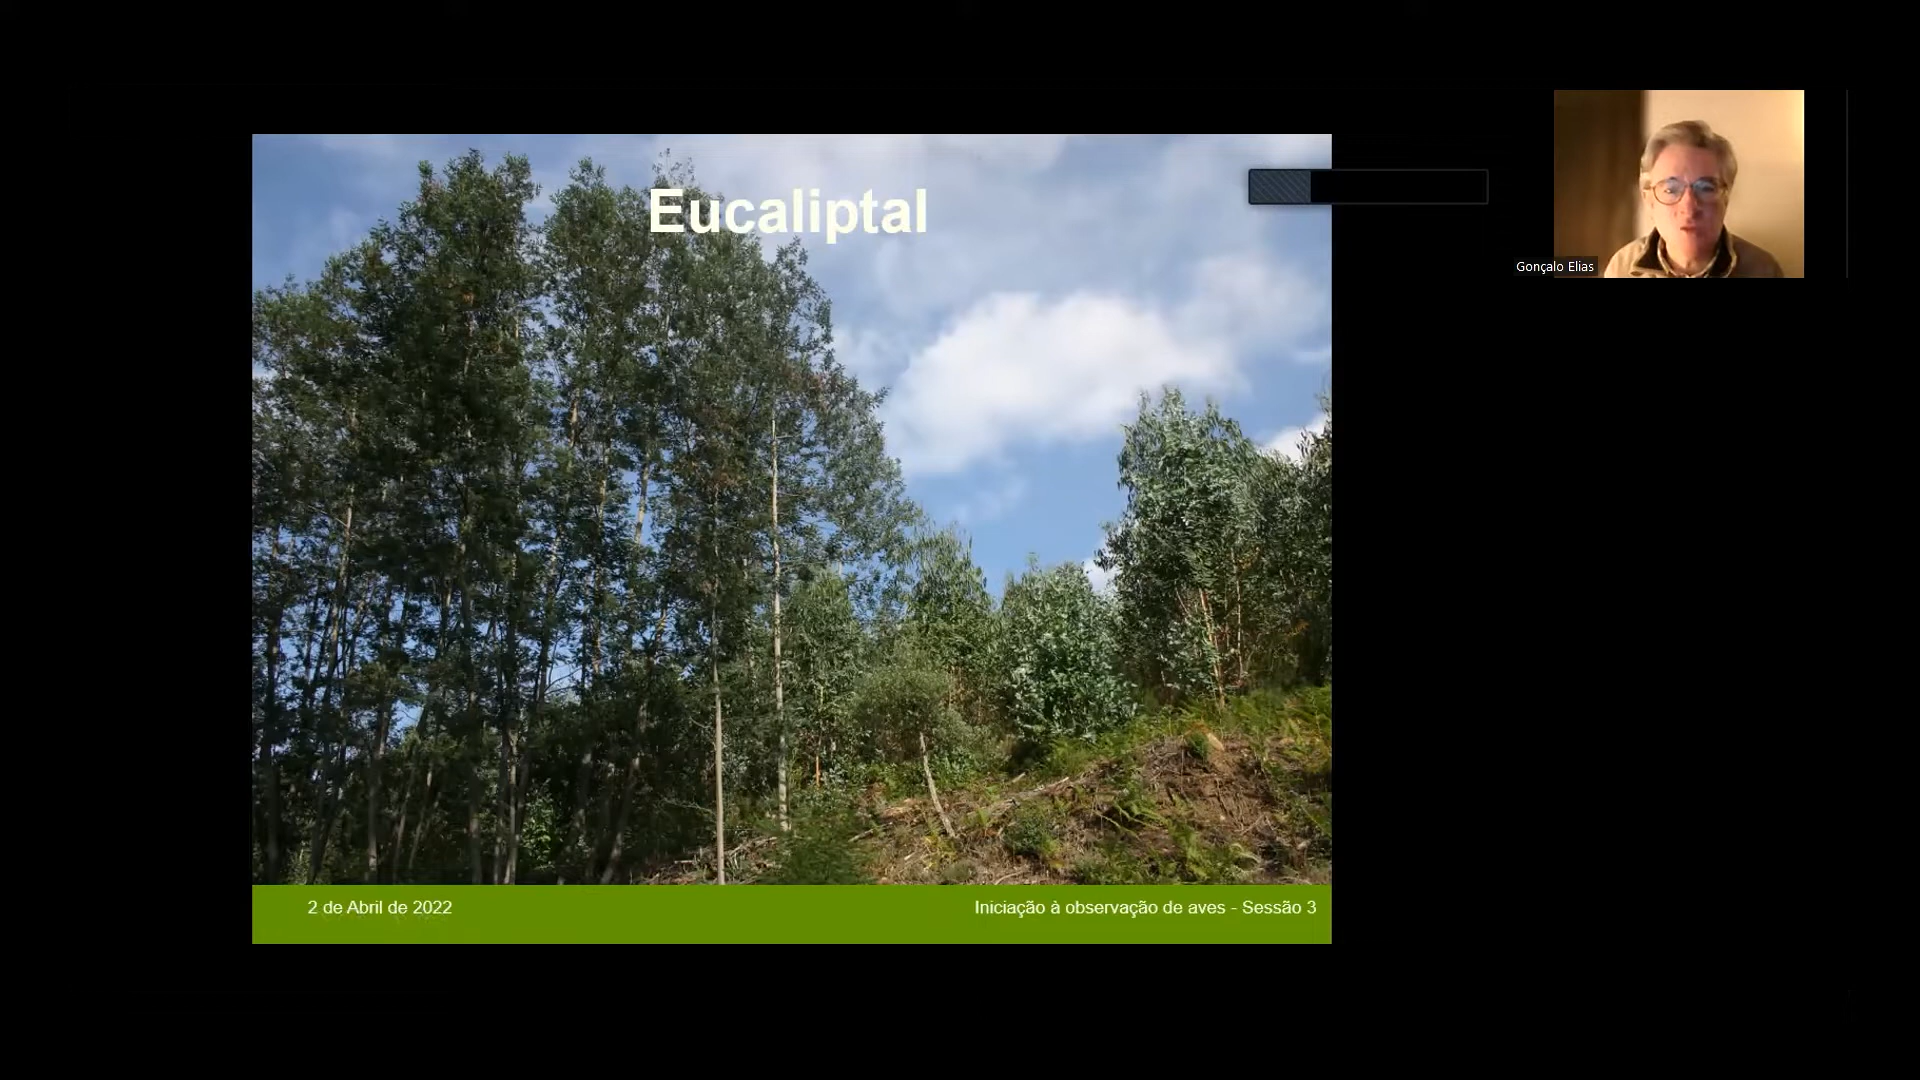 Eucaliptal
Gonçalo Elias
2 de Abril de 2022
Iniciação à observação de aves - Sessão 3